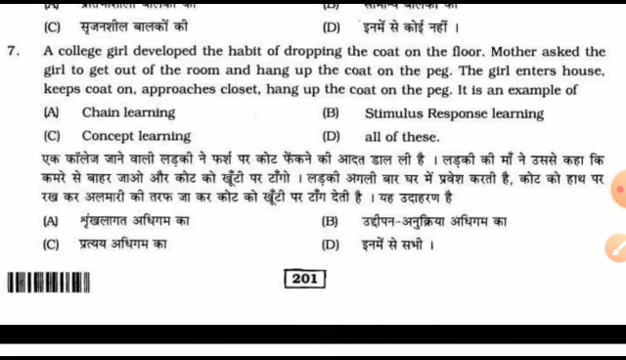 (C) सृजनशील बालकों की (D) इनमें से कोई नहीं ।
7. A college girl developed the habit of dropping the coat on the floor. Mother asked the
girl to get out of the room and hang up the coat on the peg. The girl enters house,
keeps coat on, approaches closet, hang up the coat on the peg. It is an example of
(A) Chain learning (B) Stimulus Response learning
(C) Concept learning (D) all of these.
एक कॉलेज जाने वाली लड़की ने फर्श पर कोट फेंकने की आदत डाल ली है । लड़की की माँ ने उससे कहा कि
कमरे से बाहर जाओ और कोट को खूँटी पर टाँगो । लड़की अगली बार घर में प्रवेश करती है, कोट को हाथ पर
रख कर अलमारी की तरफ जा कर कोट को खूँटी पर टाँग देती है । यह उदाहरण है
(A) शृंखलागत अधिगम का (B) उद्दीपन-अनुक्रिया अधिगम का
(C) प्रत्यय अधिगम का (D) इनमें से सभी ।
201